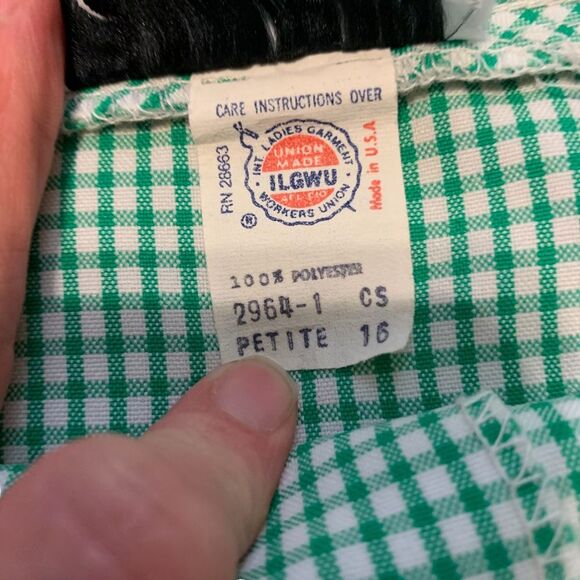 CARE INSTRUCTIONS OVER
RN 28663
INT. LADIES GARMENT
UNION
MADE
ILGWU
AFL-CIO
WORKERS UNION
®
Made in U.S.A
100% POLYESTER
2964-1 CS
PETITE 16